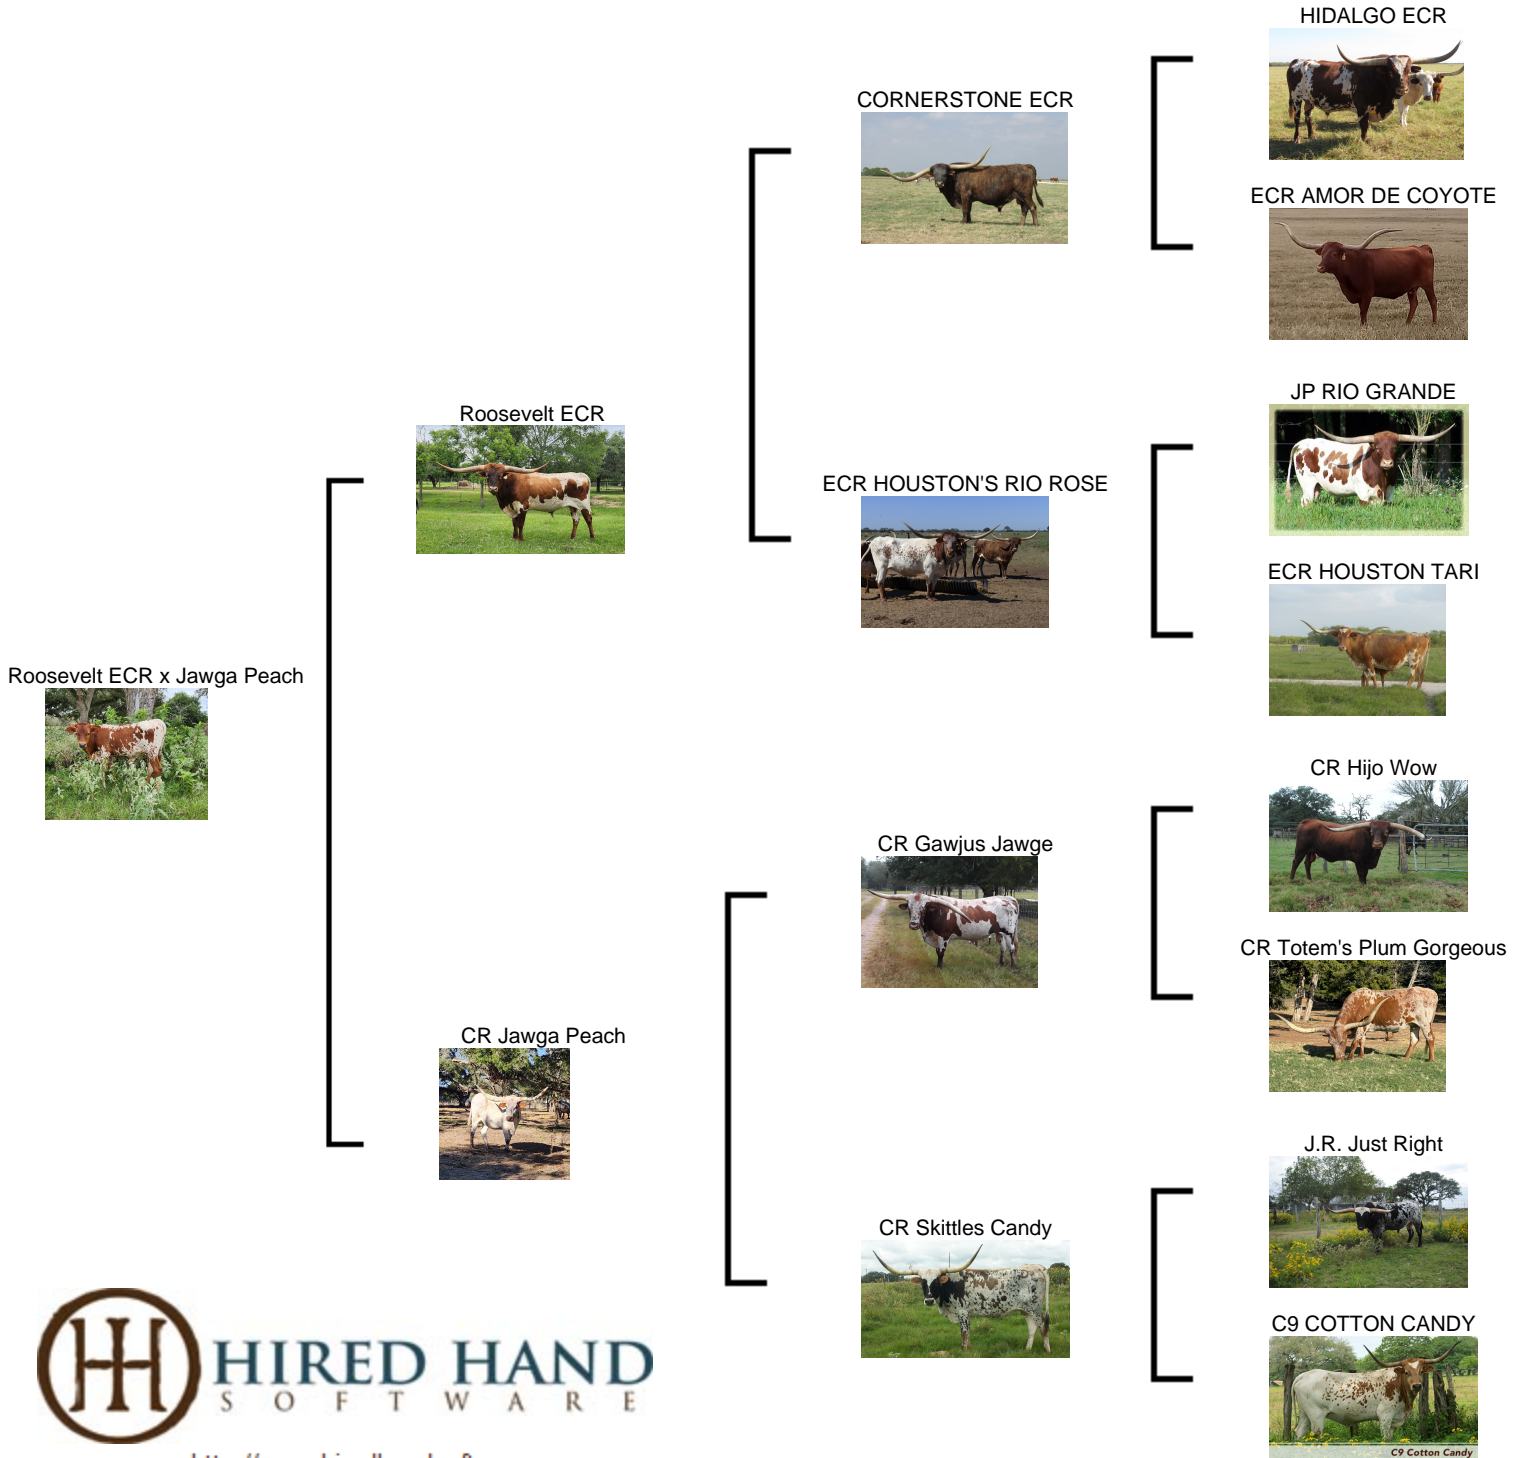 HIDALGO ECR
CORNERSTONE ECR
ECR AMOR DE COYOTE
JP RIO GRANDE
Roosevelt ECR
ECR HOUSTON'S RIO ROSE
ECR HOUSTON TARI
Roosevelt ECR x Jawga Peach
CR Hijo Wow
CR Gawjus Jawge
CR Totem's Plum Gorgeous
CR Jawga Peach
J.R. Just Right
CR Skittles Candy
C9 COTTON CANDY
HIRED HAND
SOFTWARE
C9 Cotton Candy